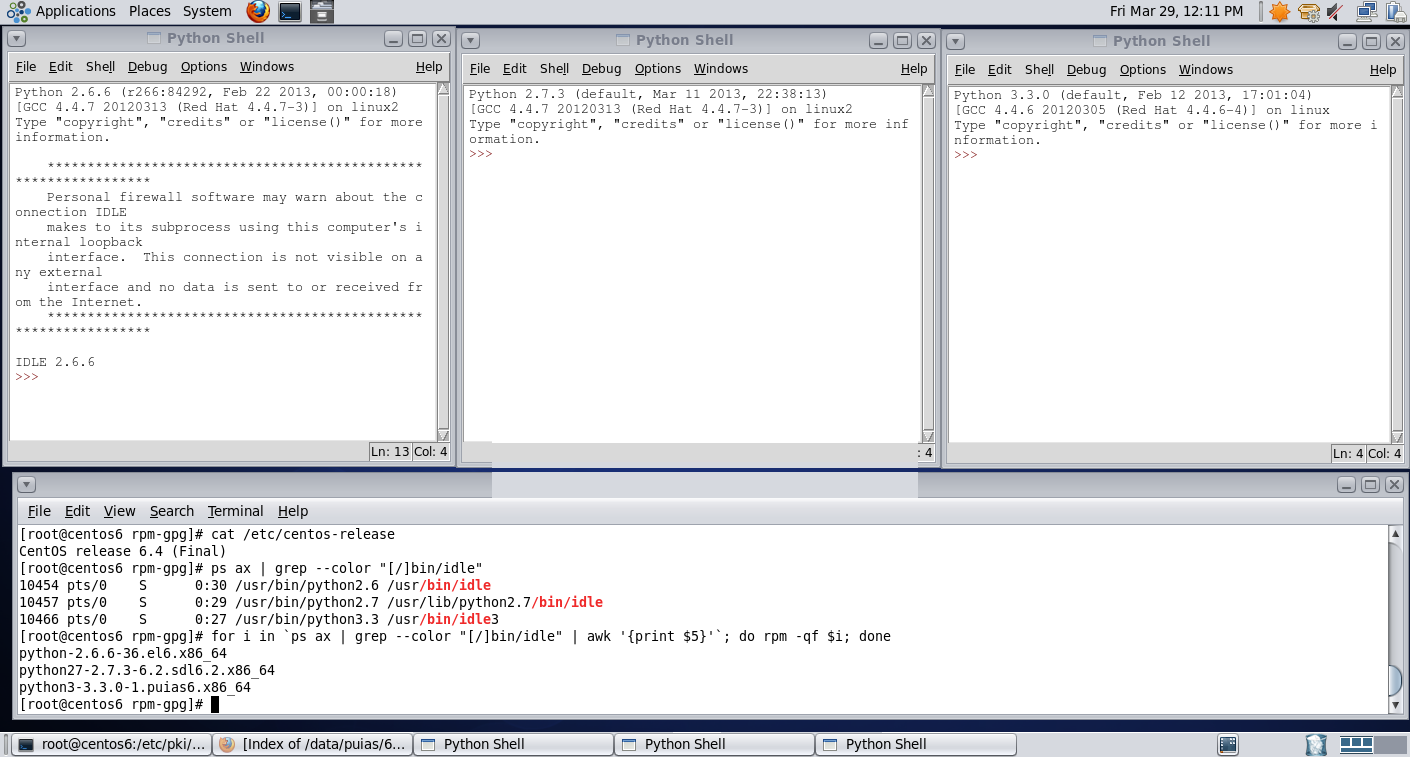 Applications Places System Fri Mar 29, 12:11 PM
Python Shell
File Edit Shell Debug Options Windows Help
Python 2.6.6 (r266:84292, Feb 22 2013, 00:00:18)
[GCC 4.4.7 20120313 (Red Hat 4.4.7-3)] on linux2
Type "copyright", "credits" or "license()" for more
information.
    ***********************************************
*****************
    Personal firewall software may warn about the c
onnection IDLE
    makes to its subprocess using this computer's i
nternal loopback
    interface.  This connection is not visible on a
ny external
    interface and no data is sent to or received fr
om the Internet.
    ***********************************************
*****************
IDLE 2.6.6
>>>
Ln: 13 Col: 4
Python Shell
File Edit Shell Debug Options Windows Help
Python 2.7.3 (default, Mar 11 2013, 22:38:13)
[GCC 4.4.7 20120313 (Red Hat 4.4.7-3)] on linux2
Type "copyright", "credits" or "license()" for more inf
ormation.
>>>
: 4
Python Shell
File Edit Shell Debug Options Windows Help
Python 3.3.0 (default, Feb 12 2013, 17:01:04)
[GCC 4.4.6 20120305 (Red Hat 4.4.6-4)] on linux
Type "copyright", "credits" or "license()" for more i
nformation.
>>>
Ln: 4 Col: 4
File Edit View Search Terminal Help
[root@centos6 rpm-gpg]# cat /etc/centos-release
CentOS release 6.4 (Final)
[root@centos6 rpm-gpg]# ps ax | grep --color "[/]bin/idle"
10454 pts/0    S      0:30 /usr/bin/python2.6 /usr/bin/idle
10457 pts/0    S      0:29 /usr/bin/python2.7 /usr/lib/python2.7/bin/idle
10466 pts/0    S      0:27 /usr/bin/python3.3 /usr/bin/idle3
[root@centos6 rpm-gpg]# for i in `ps ax | grep --color "[/]bin/idle" | awk '{print $5}'`; do rpm -qf $i; done
python-2.6.6-36.el6.x86_64
python27-2.7.3-6.2.sdl6.2.x86_64
python3-3.3.0-1.puias6.x86_64
[root@centos6 rpm-gpg]#
root@centos6:/etc/pki/... [Index of /data/puias/6... Python Shell Python Shell Python Shell